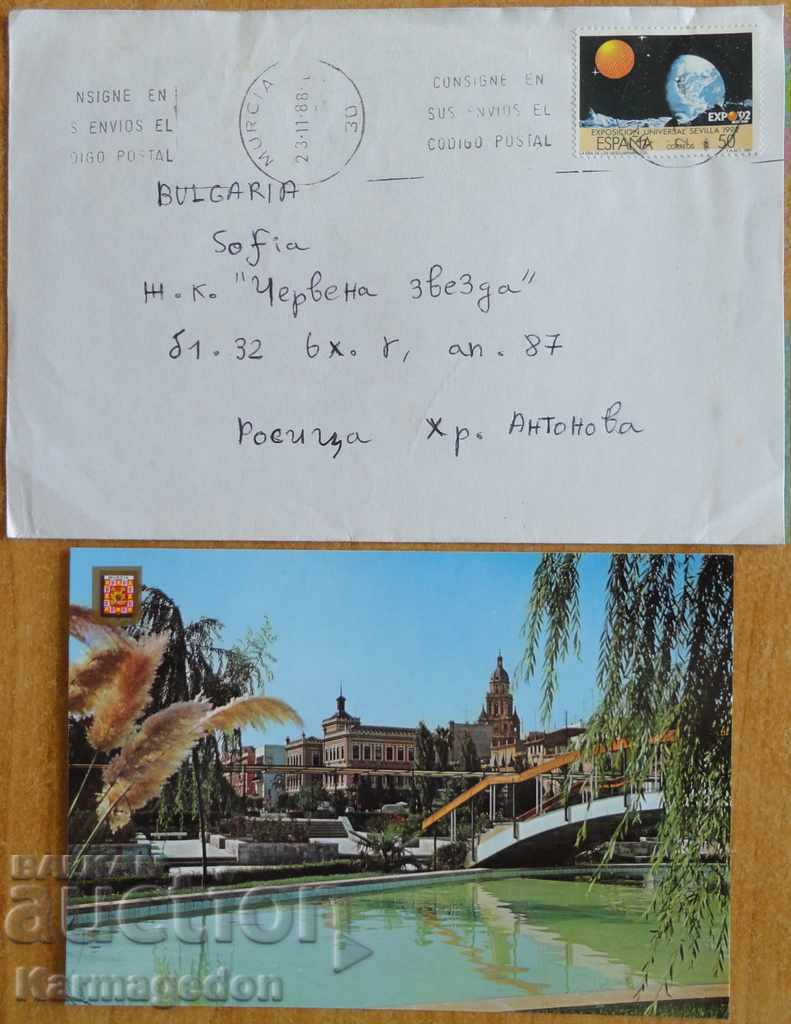 NSIGNE EN
S ENVIOS EL
DIGO POSTAL
MURCIA
23.11.88
30
CONSIGNE EN
SUS ENVIOS EL
CODIGO POSTAL
EXPO'92
EXPOSICION UNIVERSAL SEVILLA 1992
ESPAÑA CORREOS 50
BULGARIA
Sofia
ж.к. "Червена звезда"
бл. 32 вх. г, ап. 87
Росица Хр. Антонова
BALKAN
auction
Karmagedon